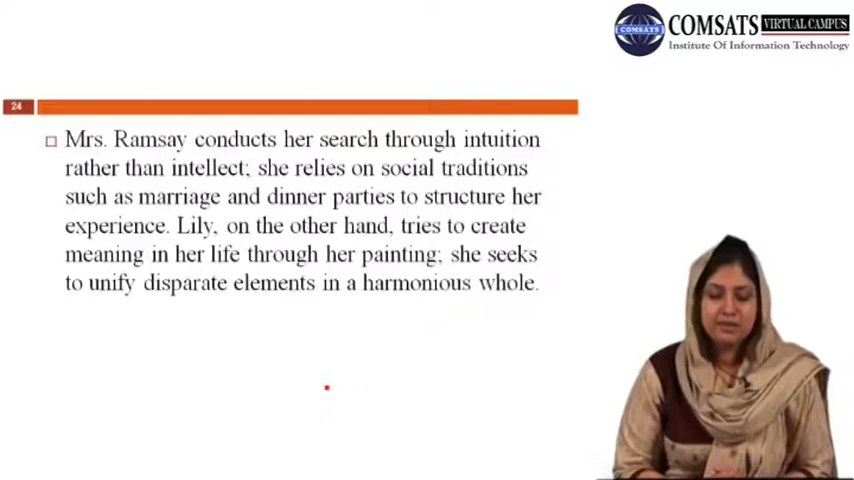 COMSATS VIRTUAL CAMPUS
COMSATS
Institute Of Information Technology
24
Mrs. Ramsay conducts her search through intuition
rather than intellect; she relies on social traditions
such as marriage and dinner parties to structure her
experience. Lily, on the other hand, tries to create
meaning in her life through her painting; she seeks
to unify disparate elements in a harmonious whole.